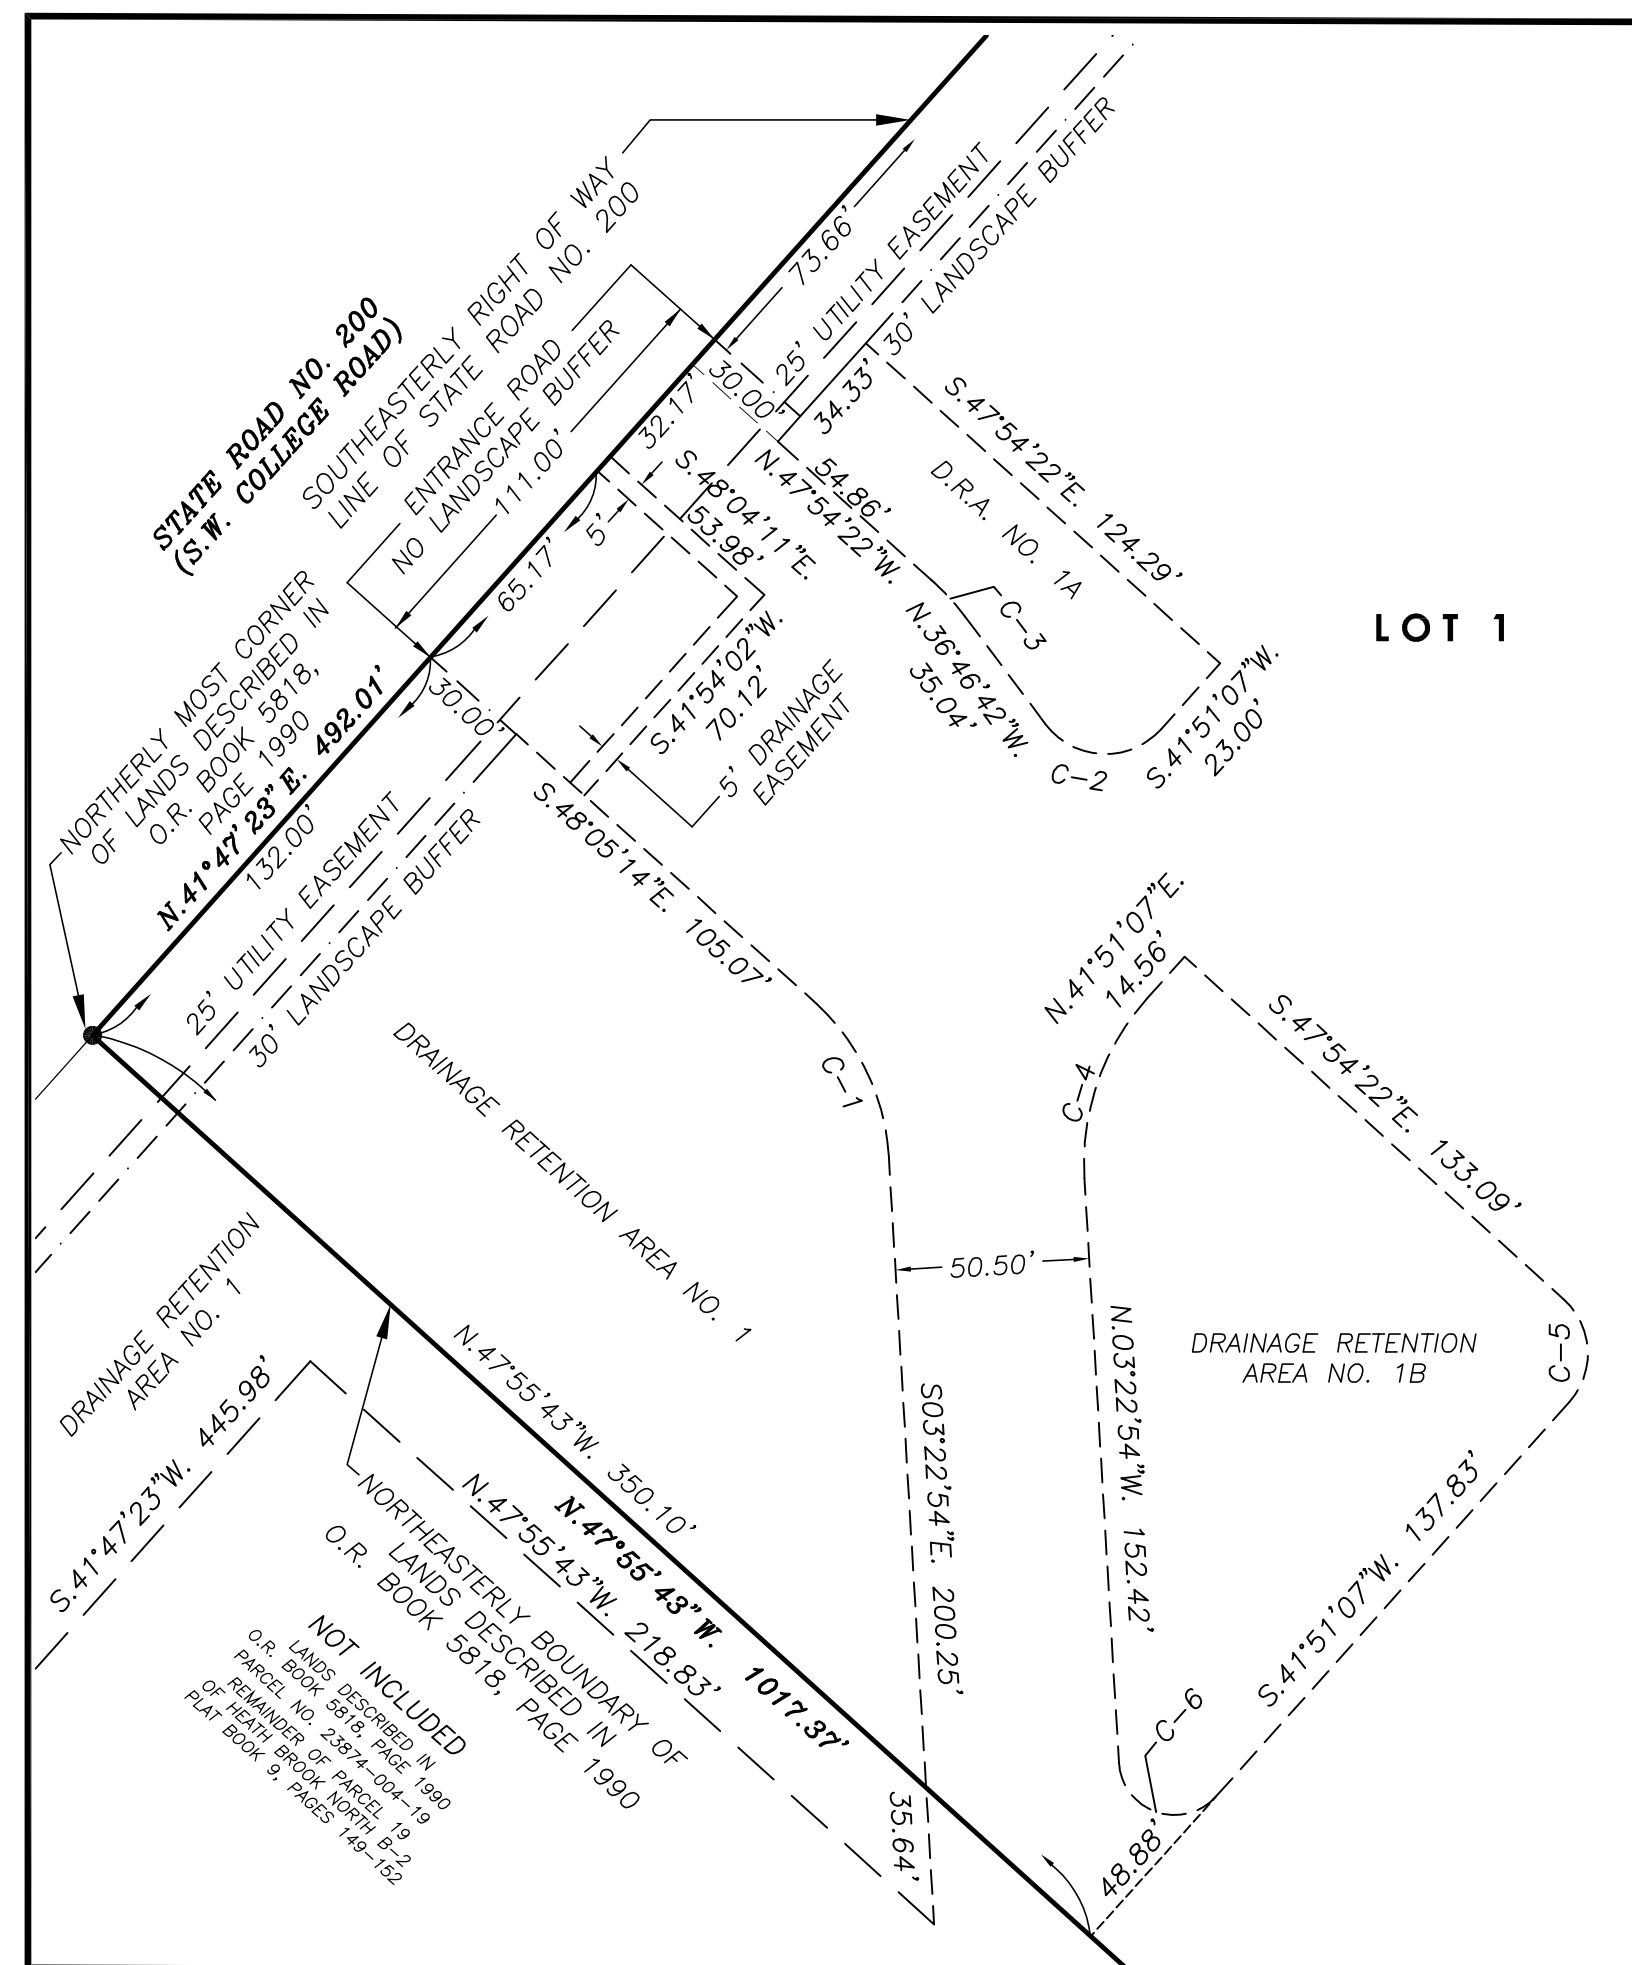 STATE ROAD NO. 200
(S.W. COLLEGE ROAD)
SOUTHEASTERLY RIGHT OF WAY
LINE OF STATE ROAD NO. 200
ENTRANCE ROAD
NO LANDSCAPE BUFFER
111.00'
73.66'
25' UTILITY EASEMENT
30' LANDSCAPE BUFFER
30.00'
34.33'
32.17'
S.47°54'22"E. 124.29'
D.R.A. NO. 1A
54.86'
N.47°54'22"W.
S.48°04'11"E.
53.98'
5'
65.17'
C-3
N.36°46'42"W.
35.04'
C-2
S.41°51'07"W.
23.00'
LOT 1
NORTHERLY MOST CORNER
OF LANDS DESCRIBED IN
O.R. BOOK 5818,
PAGE 1990
N.41°47'23"E. 492.01'
132.00'
30.00'
S.41°54'02"W.
70.12'
5' DRAINAGE
EASEMENT
25' UTILITY EASEMENT
30' LANDSCAPE BUFFER
S.48°05'14"E. 105.07'
C-1
N.41°51'07"E.
14.56'
C-4
S.47°54'22"E. 133.09'
DRAINAGE RETENTION AREA NO. 1
50.50'
DRAINAGE RETENTION
AREA NO. 1B
C-5
DRAINAGE RETENTION
AREA NO. 1
S.41°47'23"W. 445.98'
N.47°55'43"W. 350.10'
N.47°55'43"W. 1017.37'
N.47°55'43"W. 218.83'
NORTHEASTERLY BOUNDARY OF
LANDS DESCRIBED IN
O.R. BOOK 5818, PAGE 1990
S03°22'54"E. 200.25'
N.03°22'54"W. 152.42'
S.41°51'07"W. 137.83'
C-6
35.64'
48.88'
NOT INCLUDED
LANDS DESCRIBED IN
O.R. BOOK 5818, PAGE 1990
PARCEL NO. 23874-004-19
REMAINDER OF PARCEL 19
OF HEATH BROOK NORTH B-2
PLAT BOOK 9, PAGES 149-152